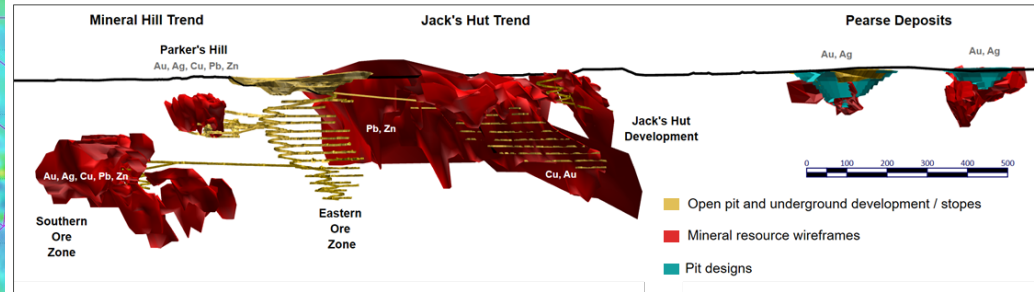 Mineral Hill Trend
Jack's Hut Trend
Pearse Deposits
Parker's Hill
Au, Ag, Cu, Pb, Zn
Au, Ag
Au, Ag
Pb, Zn
Jack's Hut
Development
Au, Ag, Cu, Pb, Zn
Cu, Au
0 100 200 300 400 500
Southern
Ore
Zone
Eastern
Ore
Zone
Open pit and underground development / stopes
Mineral resource wireframes
Pit designs